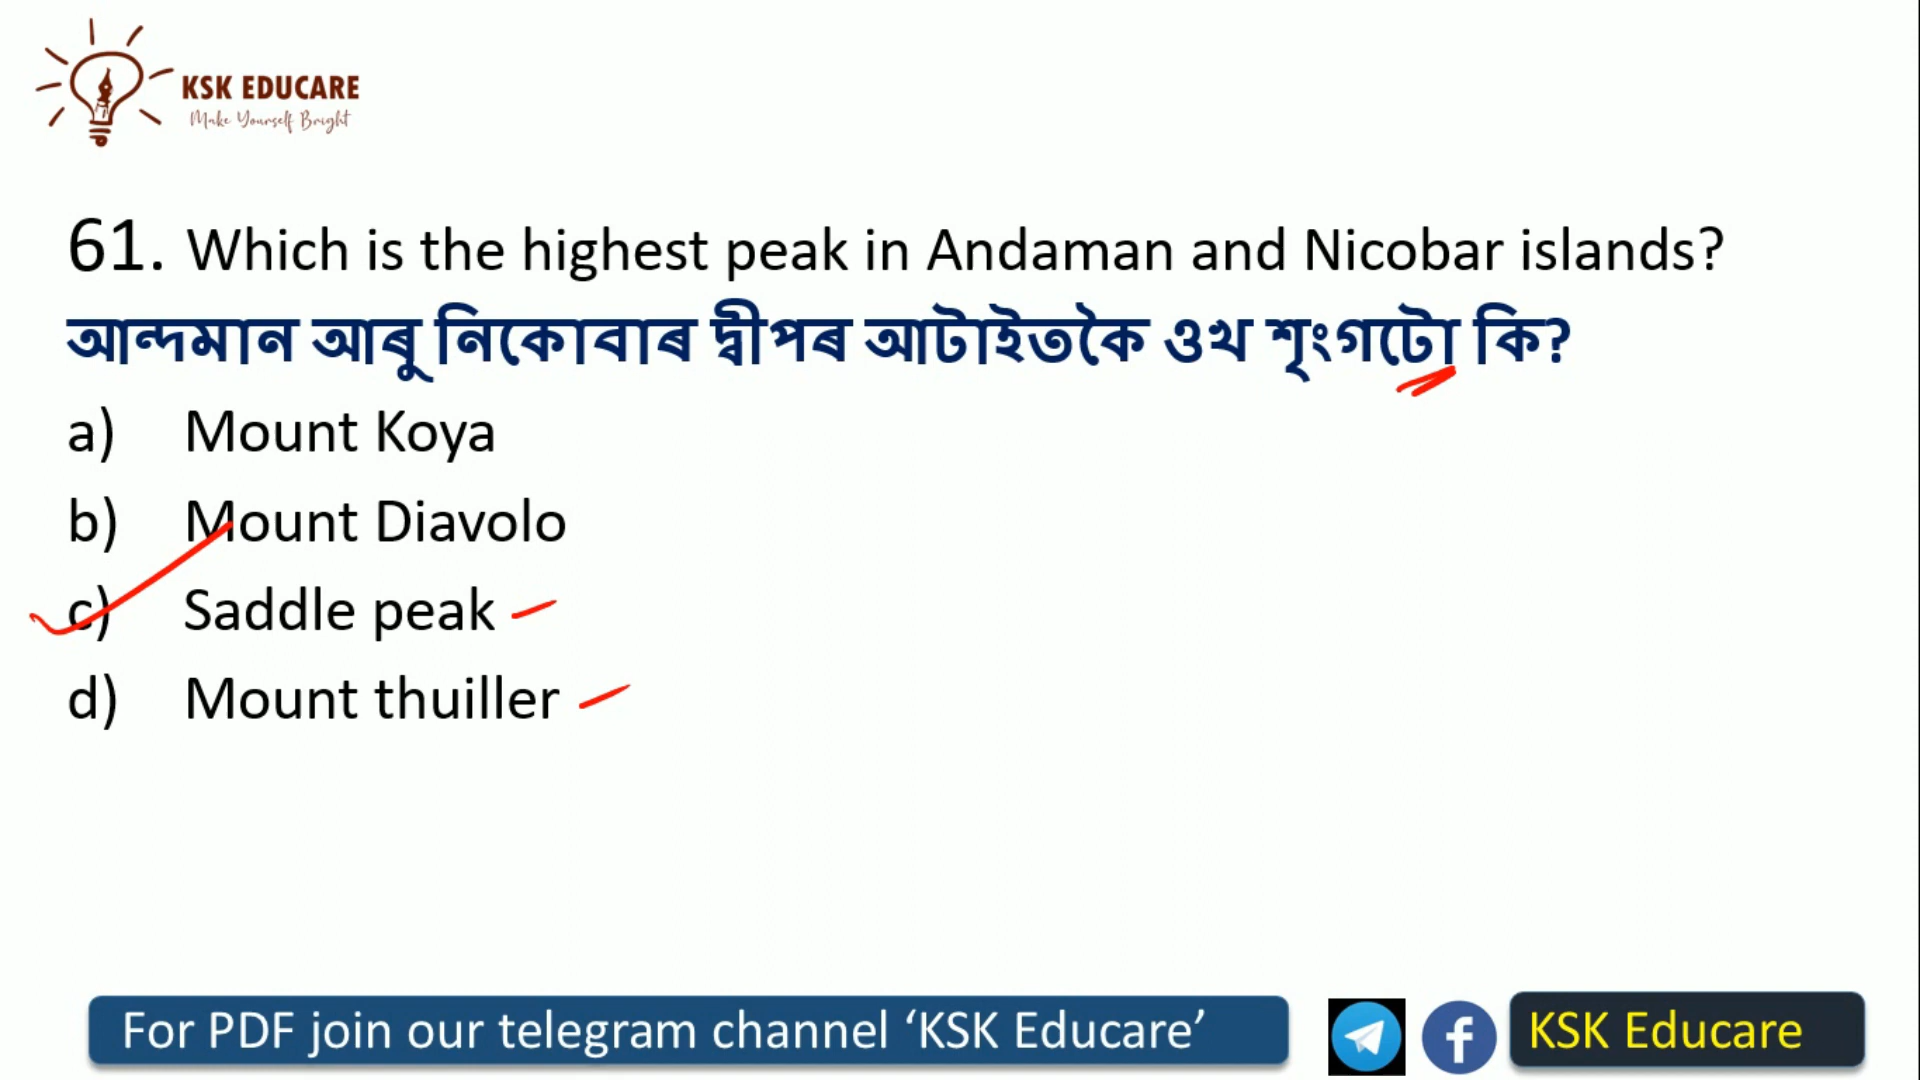 KSK EDUCARE
Make Yourself Bright
61. Which is the highest peak in Andaman and Nicobar islands?
আন্দমান আৰু নিকোবাৰ দ্বীপৰ আটাইতকৈ ওখ শৃংগটো কি?
a) Mount Koya
b) Mount Diavolo
c) Saddle peak
d) Mount thuiller
For PDF join our telegram channel ‘KSK Educare’
KSK Educare